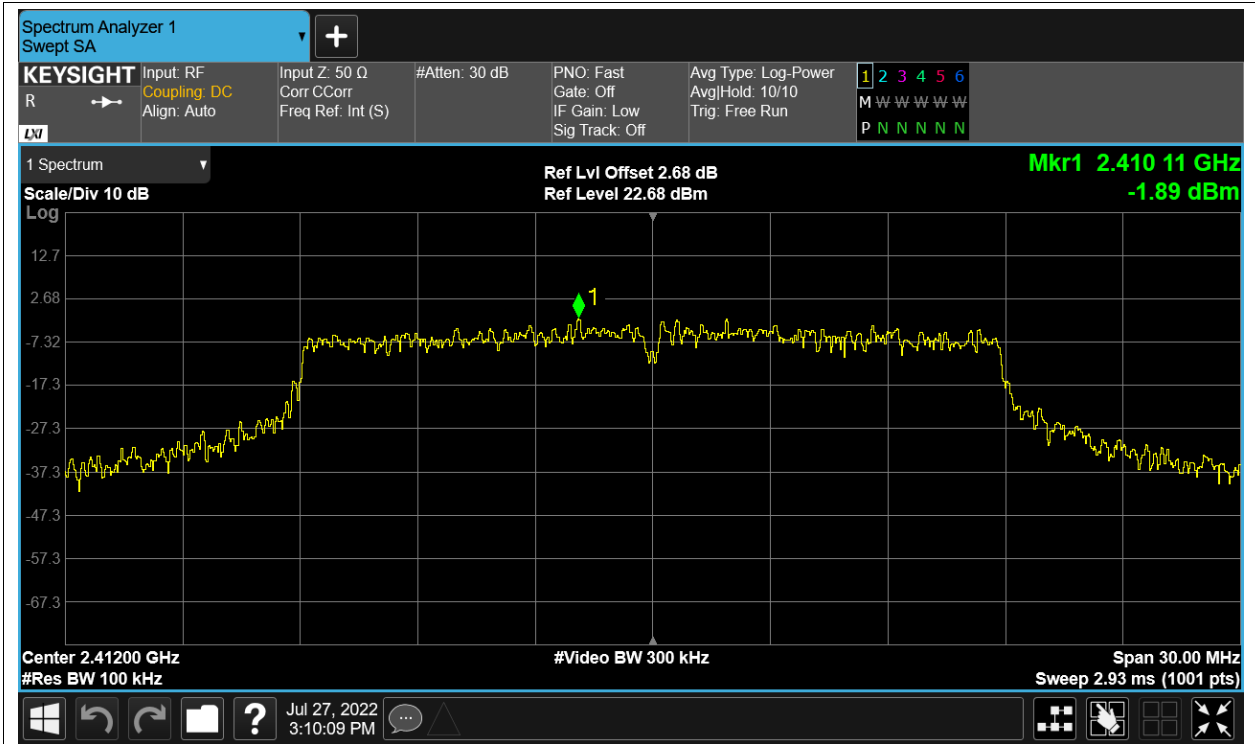 Spectrum Analyzer 1
Swept SA
KEYSIGHT
R
LXI
Input: RF
Coupling: DC
Align: Auto
Input Z: 50 Ω
Corr CCorr
Freq Ref: Int (S)
#Atten: 30 dB
PNO: Fast
Gate: Off
IF Gain: Low
Sig Track: Off
Avg Type: Log-Power
Avg|Hold: 10/10
Trig: Free Run
1 2 3 4 5 6
M W W W W W W
P N N N N N
1 Spectrum
Scale/Div 10 dB
Log
Ref Lvl Offset 2.68 dB
Ref Level 22.68 dBm
Mkr1 2.410 11 GHz
-1.89 dBm
12.7
2.68
-7.32
-17.3
-27.3
-37.3
-47.3
-57.3
-67.3
1
Center 2.41200 GHz
#Res BW 100 kHz
#Video BW 300 kHz
Span 30.00 MHz
Sweep 2.93 ms (1001 pts)
?
Jul 27, 2022
3:10:09 PM